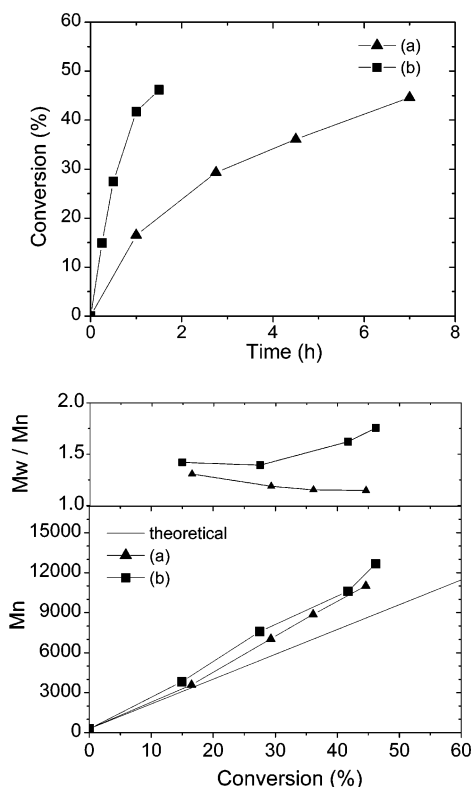 60
50
40
30
20
10
0
Conversion (%)
(a)
(b)
0 2 4 6 8
Time (h)
2.0
1.5
1.0
Mw / Mn
15000
12000
9000
6000
3000
0
Mn
theoretical
(a)
(b)
0 10 20 30 40 50 60
Conversion (%)